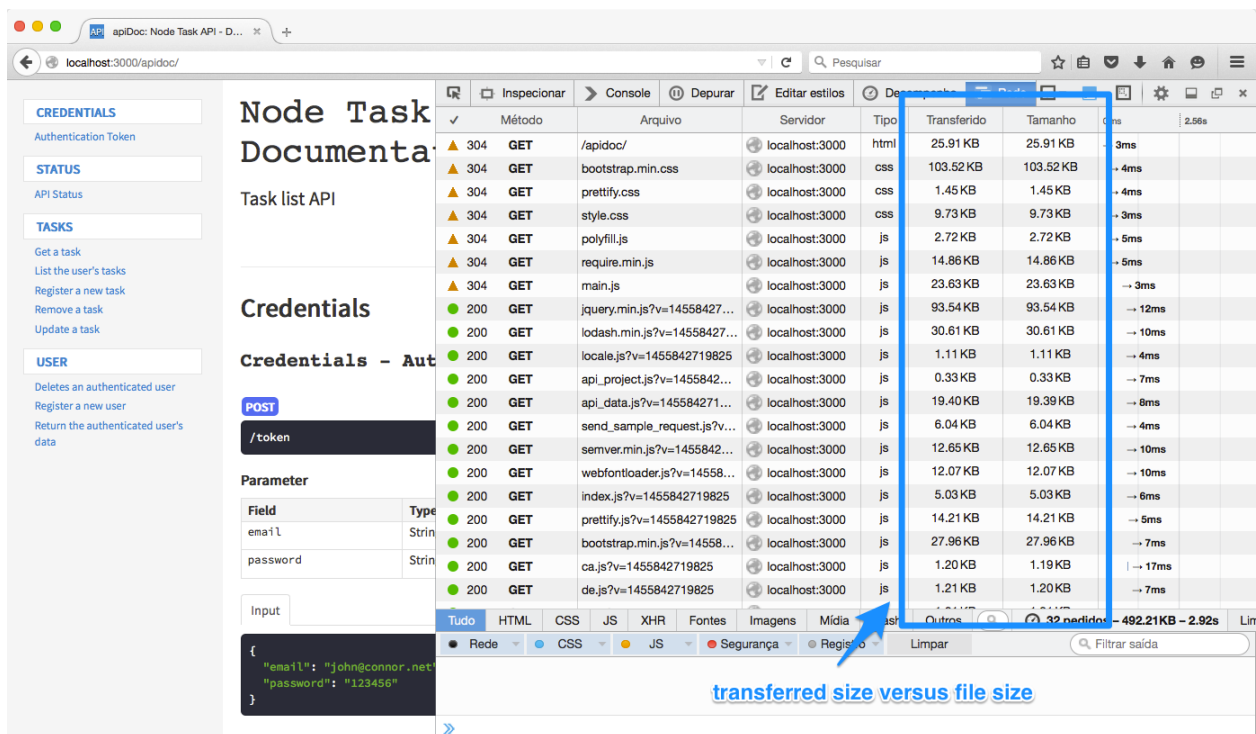 apiDoc: Node Task API - D...
localhost:3000/apidoc/
Pesquisar
CREDENTIALS
Authentication Token
STATUS
API Status
TASKS
Get a task
List the user's tasks
Register a new task
Remove a task
Update a task
USER
Deletes an authenticated user
Register a new user
Return the authenticated user's
data
Node Task
Documenta
Task list API
Credentials
Credentials - Aut
POST
/token
Parameter
Field Type
email Strin
password Strin
Input
{
"email": "john@connor.net"
"password": "123456"
}
Inspecionar Console Depurar Editar estilos
✓ Método Arquivo Servidor Tipo Transferido Tamanho 2.56s
304 GET /apidoc/ localhost:3000 html 25.91 KB 25.91 KB → 3ms
304 GET bootstrap.min.css localhost:3000 css 103.52 KB 103.52 KB → 4ms
304 GET prettify.css localhost:3000 css 1.45 KB 1.45 KB → 4ms
304 GET style.css localhost:3000 css 9.73 KB 9.73 KB → 3ms
304 GET polyfill.js localhost:3000 js 2.72 KB 2.72 KB → 5ms
304 GET require.min.js localhost:3000 js 14.86 KB 14.86 KB → 5ms
304 GET main.js localhost:3000 js 23.63 KB 23.63 KB → 3ms
200 GET jquery.min.js?v=14558427... localhost:3000 js 93.54 KB 93.54 KB → 12ms
200 GET lodash.min.js?v=14558427... localhost:3000 js 30.61 KB 30.61 KB → 10ms
200 GET locale.js?v=1455842719825 localhost:3000 js 1.11 KB 1.11 KB → 4ms
200 GET api_project.js?v=1455842... localhost:3000 js 0.33 KB 0.33 KB → 7ms
200 GET api_data.js?v=145584271... localhost:3000 js 19.40 KB 19.39 KB → 8ms
200 GET send_sample_request.js?v... localhost:3000 js 6.04 KB 6.04 KB → 4ms
200 GET semver.min.js?v=1455842... localhost:3000 js 12.65 KB 12.65 KB → 10ms
200 GET webfontloader.js?v=14558... localhost:3000 js 12.07 KB 12.07 KB → 10ms
200 GET index.js?v=1455842719825 localhost:3000 js 5.03 KB 5.03 KB → 6ms
200 GET prettify.js?v=1455842719825 localhost:3000 js 14.21 KB 14.21 KB → 5ms
200 GET bootstrap.min.js?v=14558... localhost:3000 js 27.96 KB 27.96 KB → 7ms
200 GET ca.js?v=1455842719825 localhost:3000 js 1.20 KB 1.19 KB → 17ms
200 GET de.js?v=1455842719825 localhost:3000 js 1.21 KB 1.20 KB → 7ms
Tudo HTML CSS JS XHR Fontes Imagens Mídia Outros 32 pedidos – 492.21 KB – 2.92s Lim
Rede CSS JS Segurança Registro Limpar Filtrar saída
transferred size versus file size